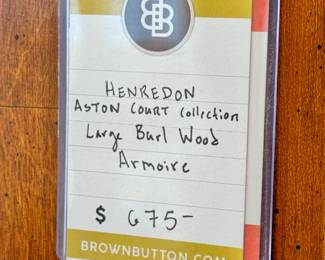 BB
HENREDON
ASTON COURT Collection
Large Burl Wood
Armoire
$ 675-
BROWNBUTTON.COM